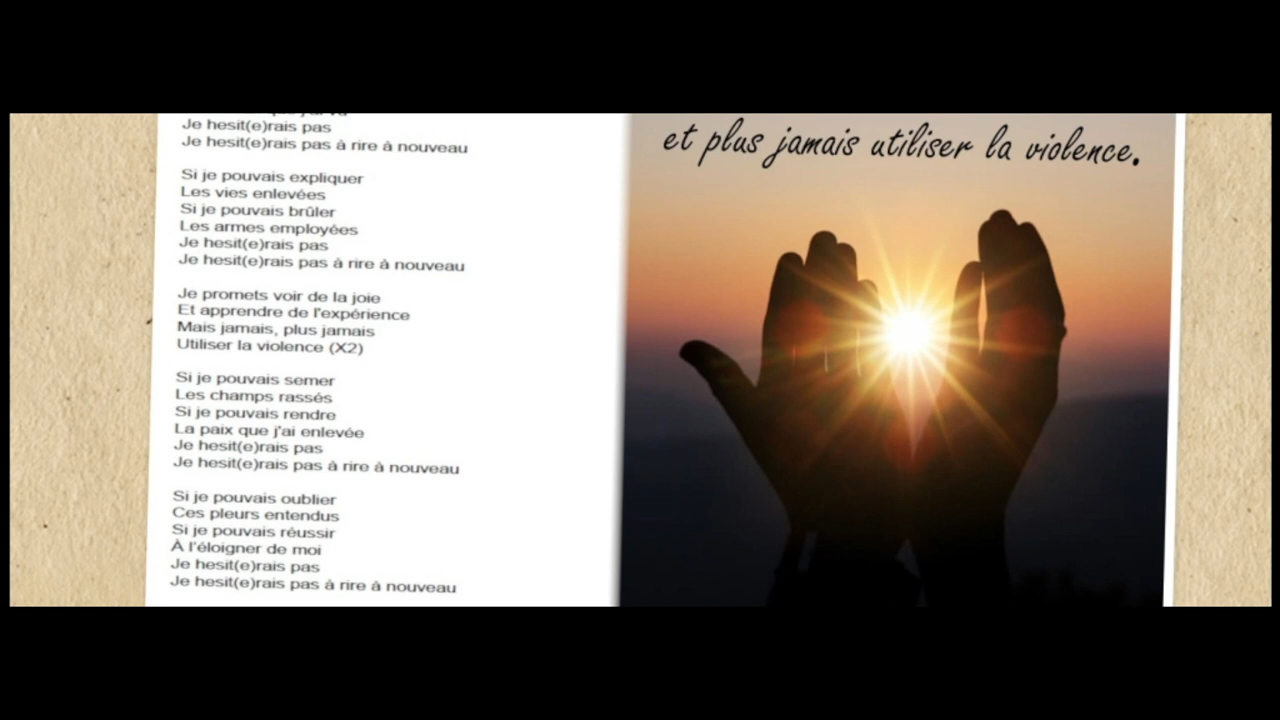 Je hesit(e)rais pas
Je hesit(e)rais pas à rire à nouveau
Si je pouvais expliquer
Les vies enlevées
Si je pouvais brûler
Les armes employées
Je hesit(e)rais pas
Je hesit(e)rais pas à rire à nouveau
Je promets voir de la joie
Et apprendre de l'expérience
Mais jamais, plus jamais
Utiliser la violence (X2)
Si je pouvais semer
Les champs rassés
Si je pouvais rendre
La paix que j'ai enlevée
Je hesit(e)rais pas
Je hesit(e)rais pas à rire à nouveau
Si je pouvais oublier
Ces pleurs entendus
Si je pouvais réussir
À l'éloigner de moi
Je hesit(e)rais pas
Je hesit(e)rais pas à rire à nouveau
et plus jamais utiliser la violence.